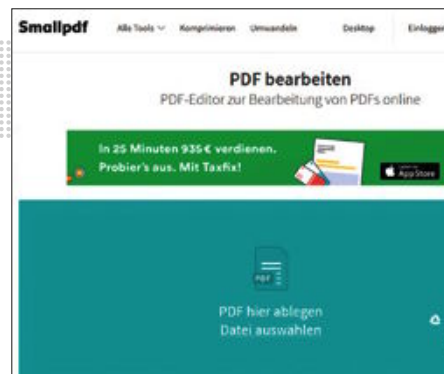 Smallpdf Alle Tools Komprimieren Umwandeln Desktop Einloggen
PDF bearbeiten
PDF-Editor zur Bearbeitung von PDFs online
In 25 Minuten 935 € verdienen.
Probier's aus. Mit Taxfix!
App Store
PDF
PDF hier ablegen
Datei auswählen